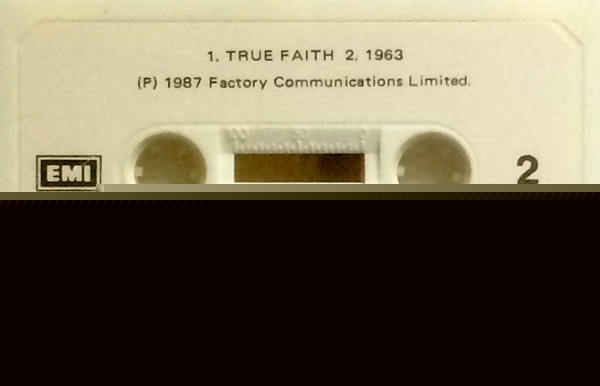 1. TRUE FAITH 2. 1963
(P) 1987 Factory Communications Limited.
EMI
2